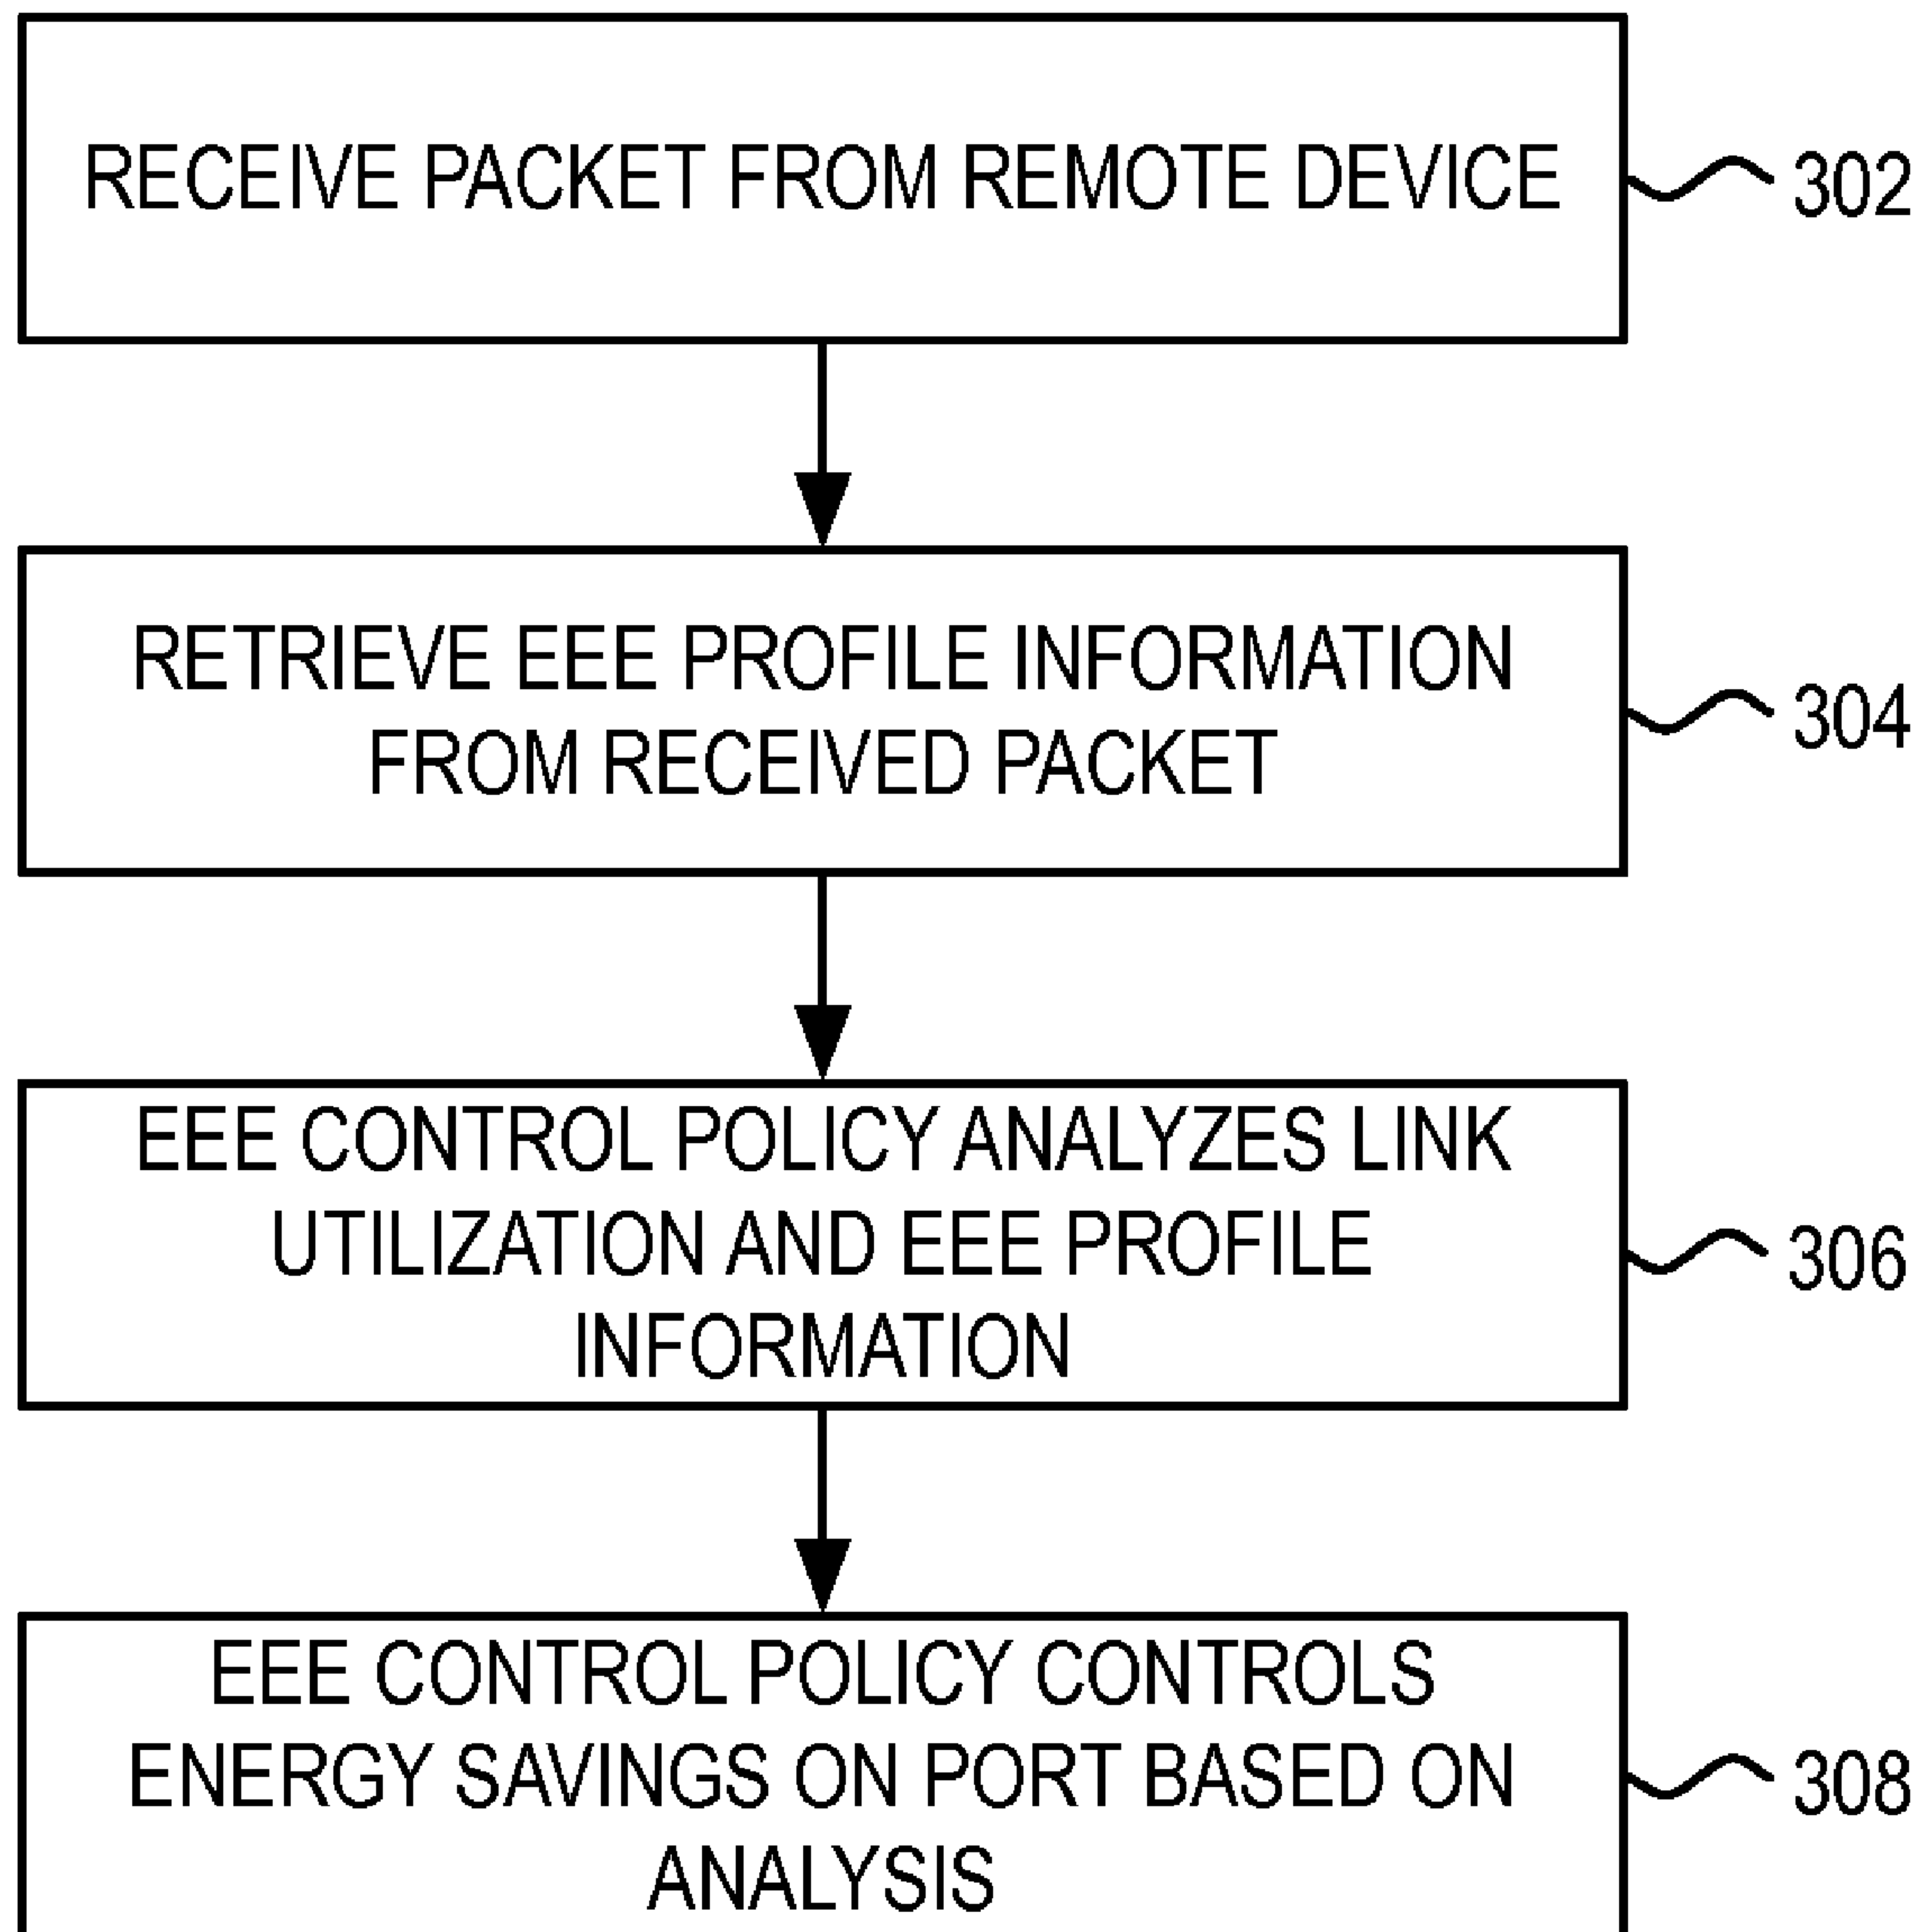 RECEIVE PACKET FROM REMOTE DEVICE
302
RETRIEVE EEE PROFILE INFORMATION
FROM RECEIVED PACKET
304
EEE CONTROL POLICY ANALYZES LINK
UTILIZATION AND EEE PROFILE
INFORMATION
306
EEE CONTROL POLICY CONTROLS
ENERGY SAVINGS ON PORT BASED ON
ANALYSIS
308